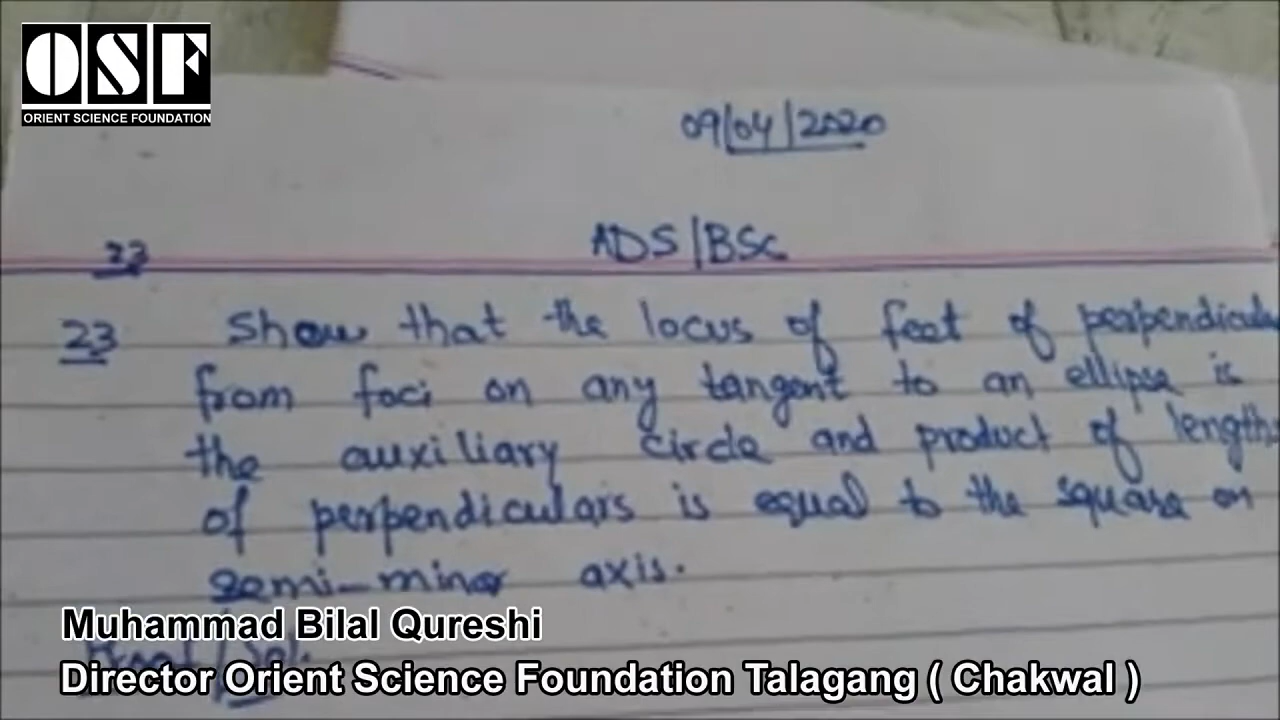 OSF
ORIENT SCIENCE FOUNDATION
09/04/2020
ADS/BSc
23
23 Show that the locus of feet of perpendicula
from foci on any tangent to an ellipse is
the auxiliary circle and product of length
of perpendiculars is equal to the square on
semi-minor axis.
Muhammad Bilal Qureshi
Director Orient Science Foundation Talagang ( Chakwal )